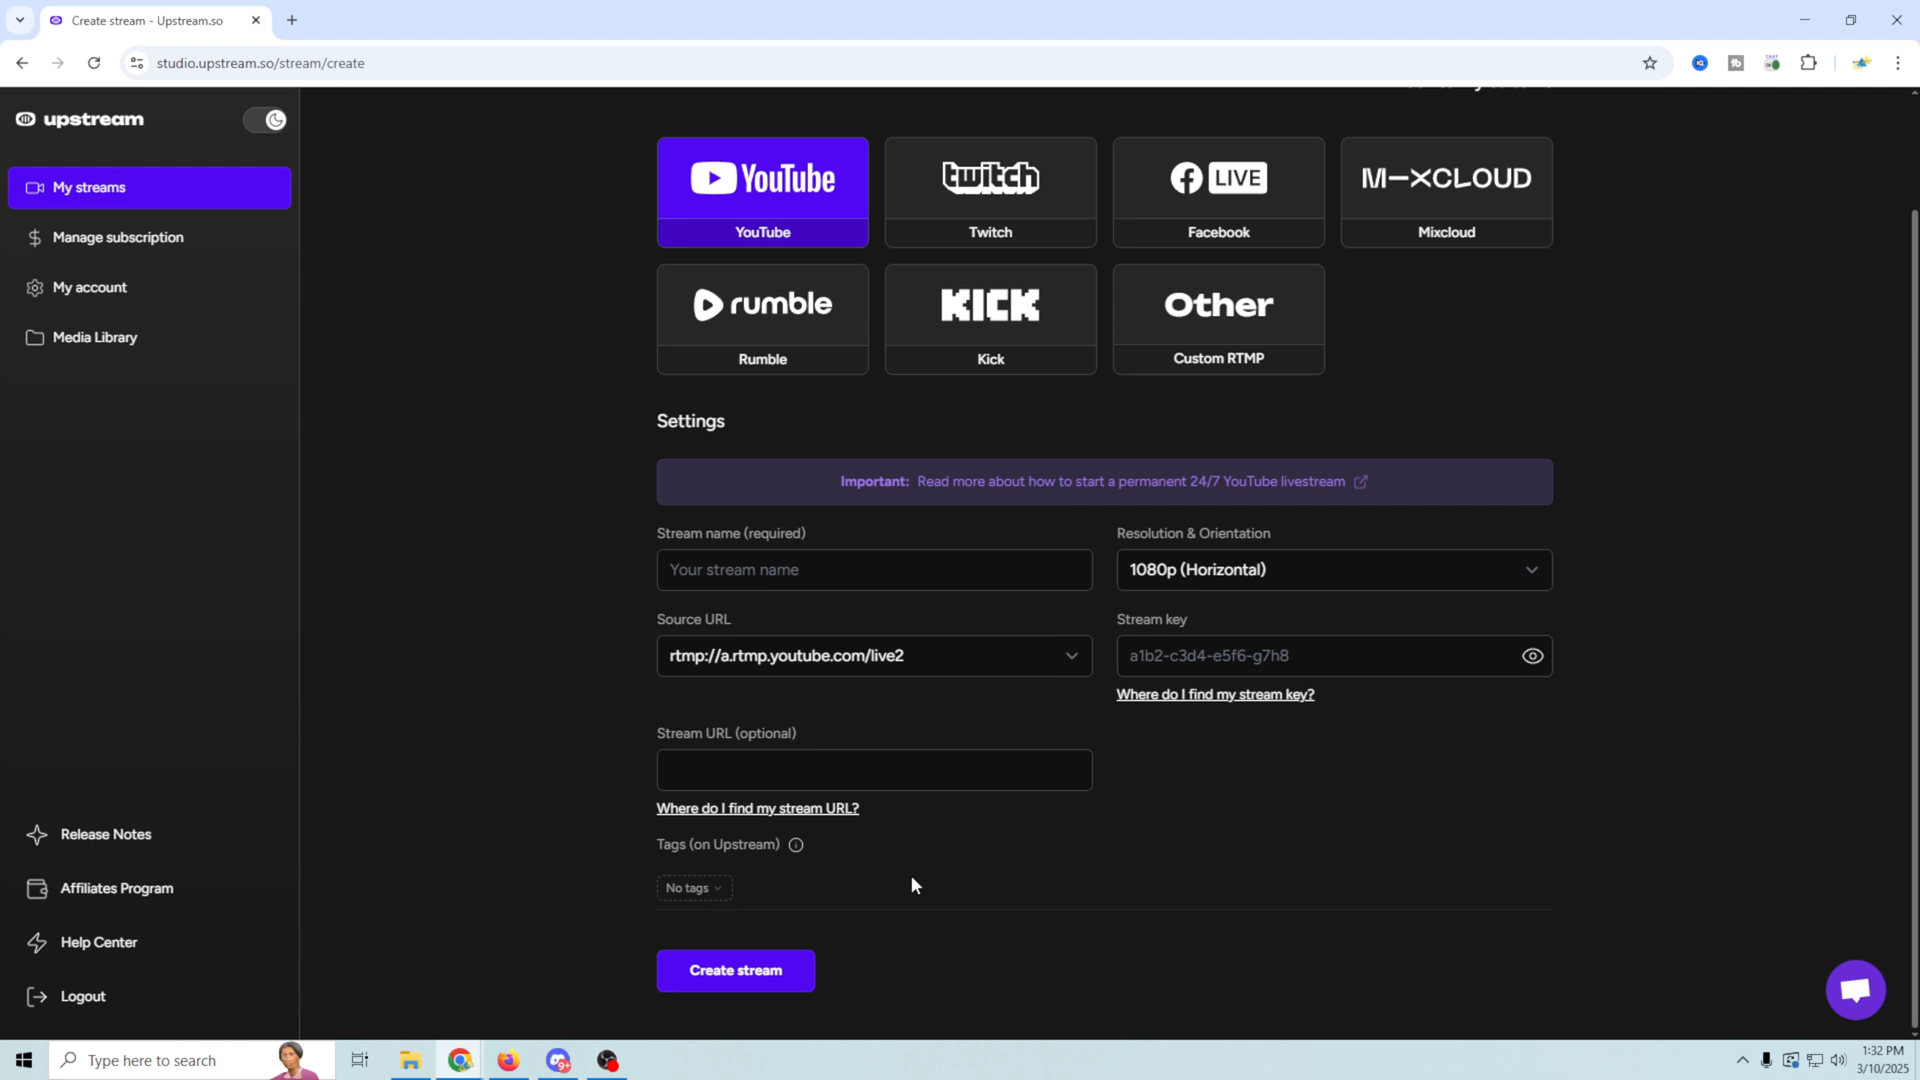 Create stream - Upstream.so
studio.upstream.so/stream/create
upstream
My streams
Manage subscription
My account
Media Library
Release Notes
Affiliates Program
Help Center
Logout
YouTube
twitch
LIVE
MIXCLOUD
YouTube
Twitch
Facebook
Mixcloud
rumble
KICK
Other
Rumble
Kick
Custom RTMP
Settings
Important: Read more about how to start a permanent 24/7 YouTube livestream
Stream name (required)
Resolution & Orientation
Your stream name
1080p (Horizontal)
Source URL
Stream key
rtmp://a.rtmp.youtube.com/live2
a1b2-c3d4-e5f6-g7h8
Where do I find my stream key?
Stream URL (optional)
Where do I find my stream URL?
Tags (on Upstream)
No tags
Create stream
Type here to search
9+
1:32 PM
3/10/2025